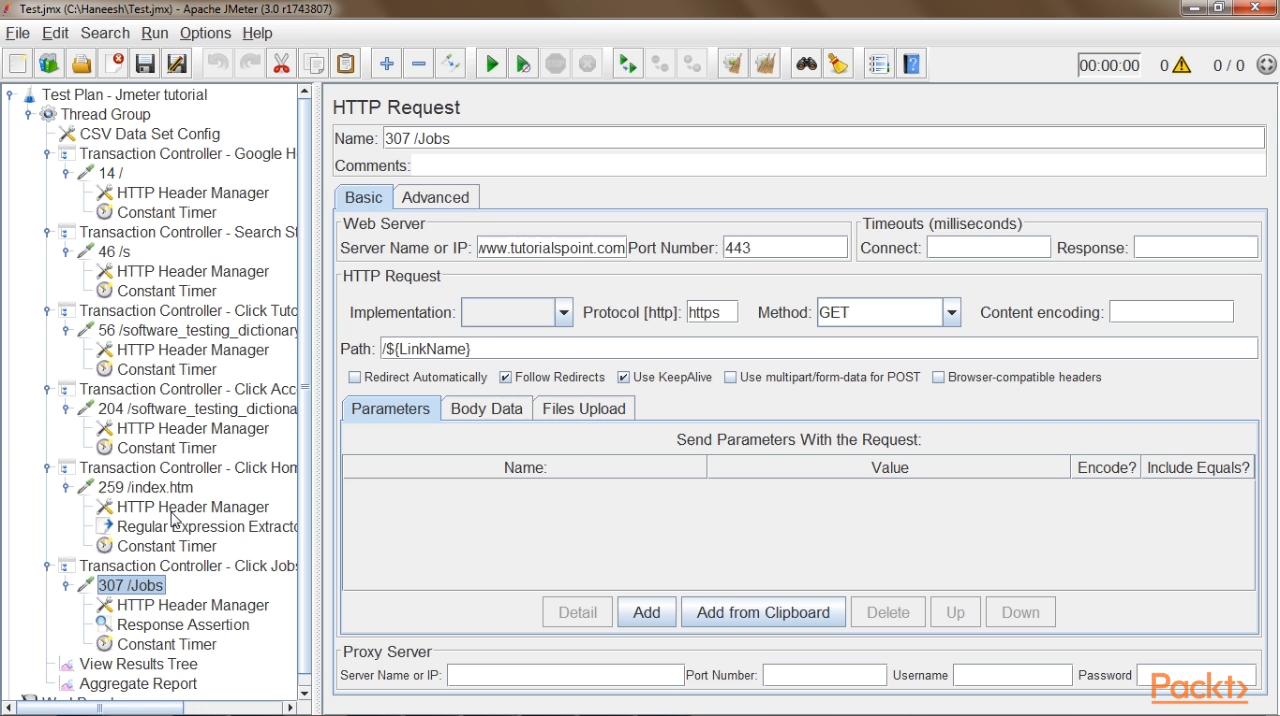 Test.jmx (C:\Haneesh\Test.jmx) - Apache JMeter (3.0 r1743807)
File Edit Search Run Options Help
00:00:00 0 0 / 0
Test Plan - Jmeter tutorial
Thread Group
CSV Data Set Config
Transaction Controller - Google H
14 /
HTTP Header Manager
Constant Timer
Transaction Controller - Search St
46 /s
HTTP Header Manager
Constant Timer
Transaction Controller - Click Tuto
56 /software_testing_dictionary
HTTP Header Manager
Constant Timer
Transaction Controller - Click Acc
204 /software_testing_dictiona
HTTP Header Manager
Constant Timer
Transaction Controller - Click Hom
259 /index.htm
HTTP Header Manager
Regular Expression Extracto
Constant Timer
Transaction Controller - Click Jobs
307 /Jobs
HTTP Header Manager
Response Assertion
Constant Timer
View Results Tree
Aggregate Report
HTTP Request
Name: 307 /Jobs
Comments:
Basic Advanced
Web Server
Server Name or IP: www.tutorialspoint.com Port Number: 443
Timeouts (milliseconds)
Connect: Response:
HTTP Request
Implementation: Protocol [http]: https Method: GET Content encoding:
Path: /${LinkName}
Redirect Automatically Follow Redirects Use KeepAlive Use multipart/form-data for POST Browser-compatible headers
Parameters Body Data Files Upload
Send Parameters With the Request:
Name: Value Encode? Include Equals?
Detail Add Add from Clipboard Delete Up Down
Proxy Server
Server Name or IP: Port Number: Username Password
Packt>